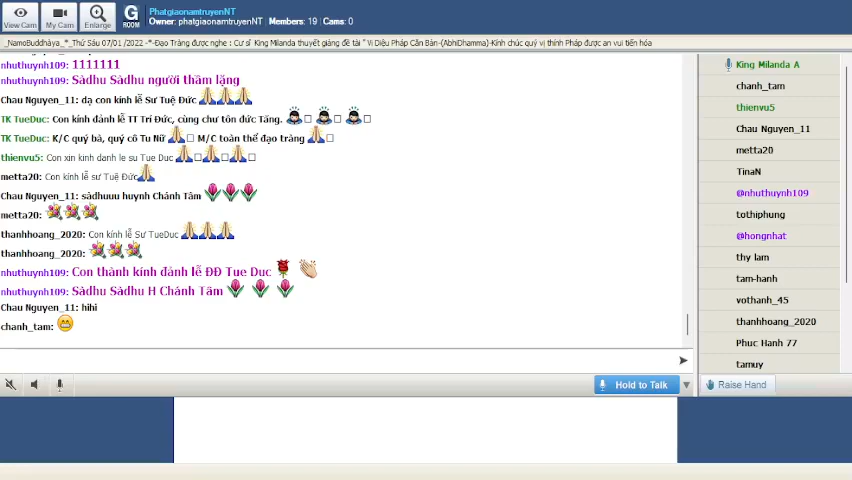 PhatgiaonamtruyenNT
Owner: phatgiaonamtruyenNT | Members: 19 | Cams: 0
View Cam
My Cam
Enlarge
G
ROOM
_NamoBuddhàya_*_Thứ Sáu 07/01 /2022 -*-Đạo Tràng được nghe : Cư sĩ King Milanda thuyết giảng đề tài " Vi Diệu Pháp Căn Bản-(AbhiDhamma)-Kính chúc quý vị thính Pháp được an vui tiến hóa
nhuthuynh109: 1111111
nhuthuynh109: Sàdhu Sàdhu người thầm lặng
Chau Nguyen_11: dạ con kính lễ Sư Tuệ Đức
TK TueDuc: Con kính đảnh lễ TT Trí Đức, cùng chư tôn đức Tăng.
TK TueDuc: K/C quý bà, quý cô Tu Nữ M/C toàn thể đạo tràng
thienvu5: Con xin kinh danh le su Tue Duc
metta20: Con kính lễ sư Tuệ Đức
Chau Nguyen_11: sàdhuuu huynh Chánh Tâm
metta20:
thanhhoang_2020: Con kính lễ Sư TueDuc
thanhhoang_2020:
nhuthuynh109: Con thành kính đảnh lễ ĐĐ Tue Duc
nhuthuynh109: Sàdhu Sàdhu H Chánh Tâm
Chau Nguyen_11: hihi
chanh_tam:
King Milanda A
chanh_tam
thienvu5
Chau Nguyen_11
metta20
TinaN
@nhuthuynh109
tothiphung
@hongnhat
thy lam
tam-hanh
vothanh_45
thanhhoang_2020
Phuc Hanh 77
tamuy
Hold to Talk
Raise Hand